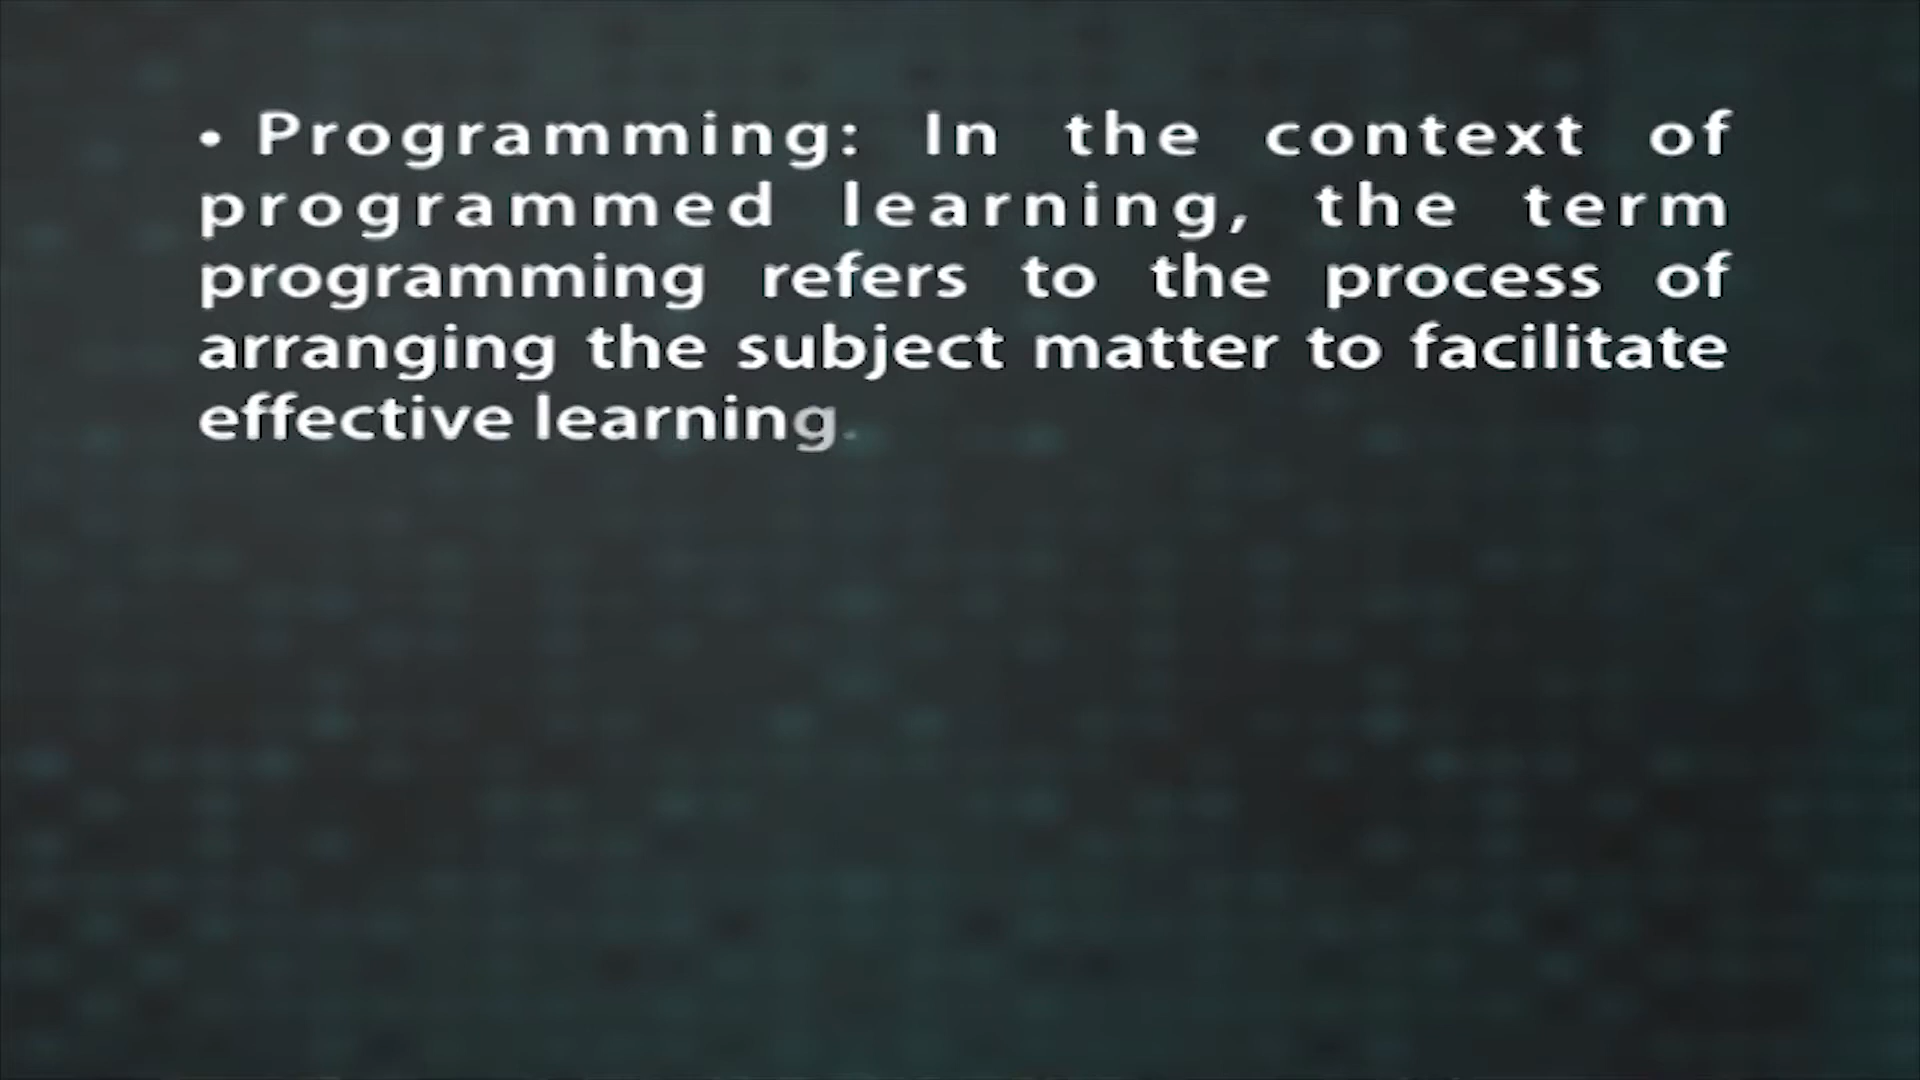 • Programming: In the context of
programmed learning, the term
programming refers to the process of
arranging the subject matter to facilitate
effective learning.